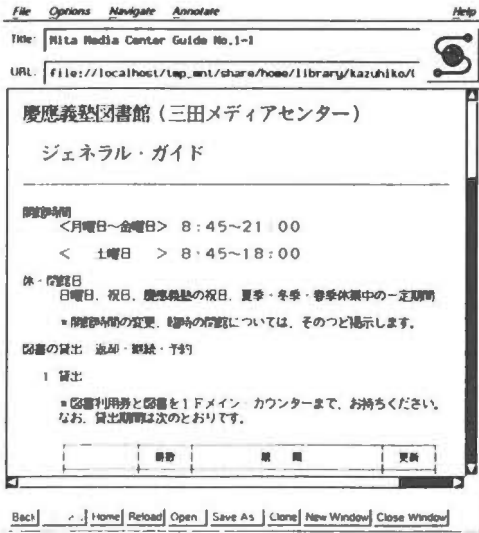 File Options Navigate Annotate Help
Title: Mita Media Center Guide No.1-1
URL: file://localhost/tmp_mnt/share/home/library/kazuhiko/(
慶應義塾図書館(三田メディアセンター)
ジェネラル・ガイド
開館時間
<月曜日~金曜日> 8:45~21 00
< 土曜日 > 8・45~18:00
休・閉館日
日曜日、祝日、慶應義塾の祝日、夏季・冬季・春季休業中の一定期間
*開館時間の変更、臨時の閉館については、そのつど掲示します。
図書の貸出 返却・継続・予約
1 貸出
*図書利用券と図書を1Fメイン・カウンターまで、お持ちください。
なお、貸出期間は次のとおりです。
冊数 期 間 更新
Back Home Reload Open Save As Clone New Window Close Window